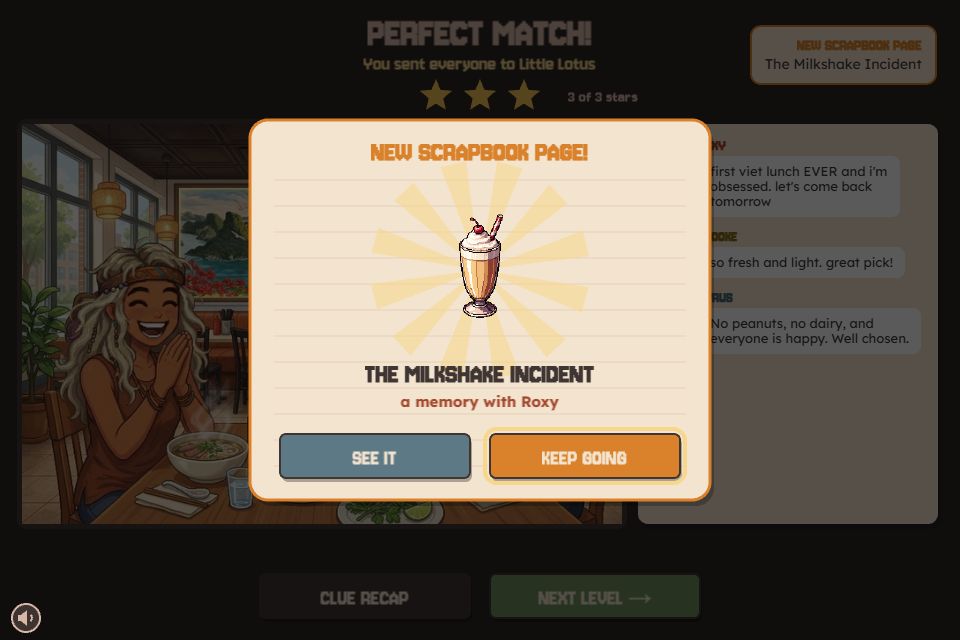 PERFECT MATCH!
You sent everyone to Little Lotus
3 of 3 stars
NEW SCRAPBOOK PAGE
The Milkshake Incident
NEW SCRAPBOOK PAGE!
THE MILKSHAKE INCIDENT
a memory with Roxy
SEE IT
KEEP GOING
first viet lunch EVER and i'm
obsessed. let's come back
tomorrow
so fresh and light. great pick!
No peanuts, no dairy, and
everyone is happy. Well chosen.
CLUE RECAP
NEXT LEVEL →